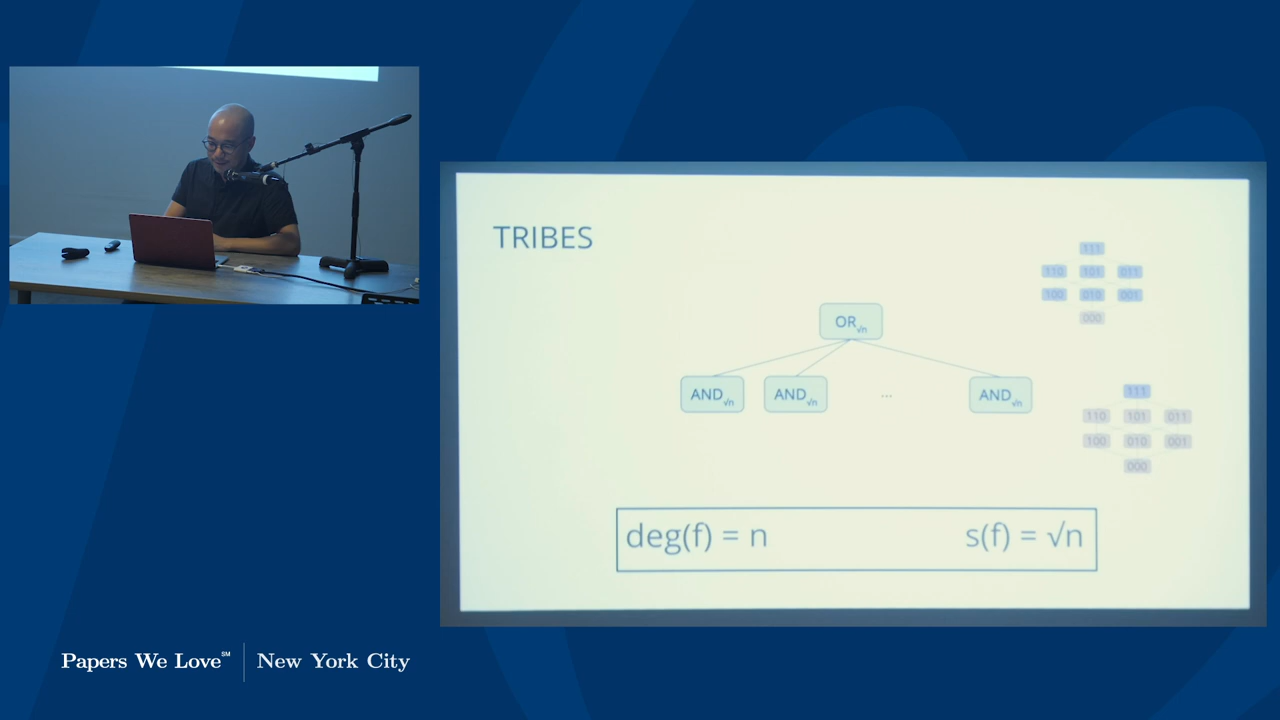 TRIBES
OR√n
AND√n AND√n ... AND√n
111
110 101 011
100 010 001
000
111
110 101 011
100 010 001
000
deg(f) = n s(f) = √n
Papers We Love℠ New York City